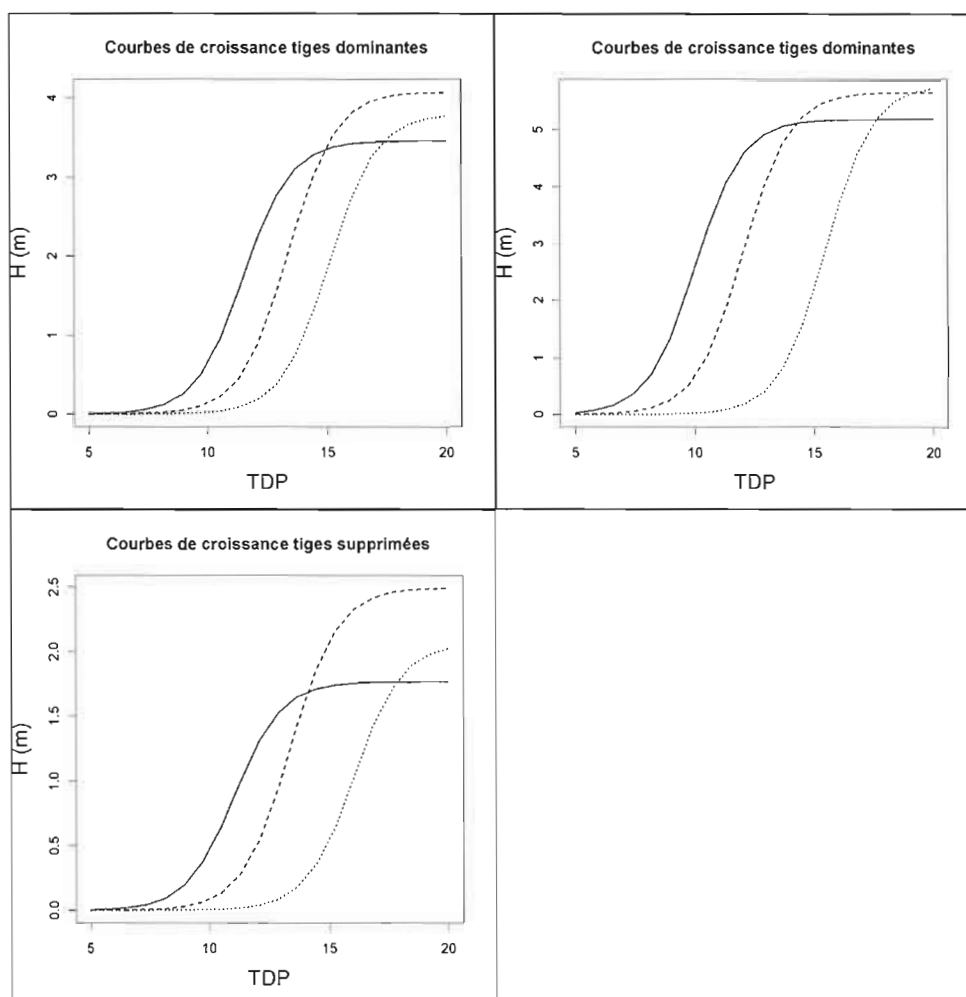 Courbes de croissance tiges dominantes
H (m)
4
3
2
1
0
5 10 15 20
TDP
Courbes de croissance tiges dominantes
H (m)
5
4
3
2
1
0
5 10 15 20
TDP
Courbes de croissance tiges supprimées
H (m)
2.5
2.0
1.5
1.0
0.5
0.0
5 10 15 20
TDP